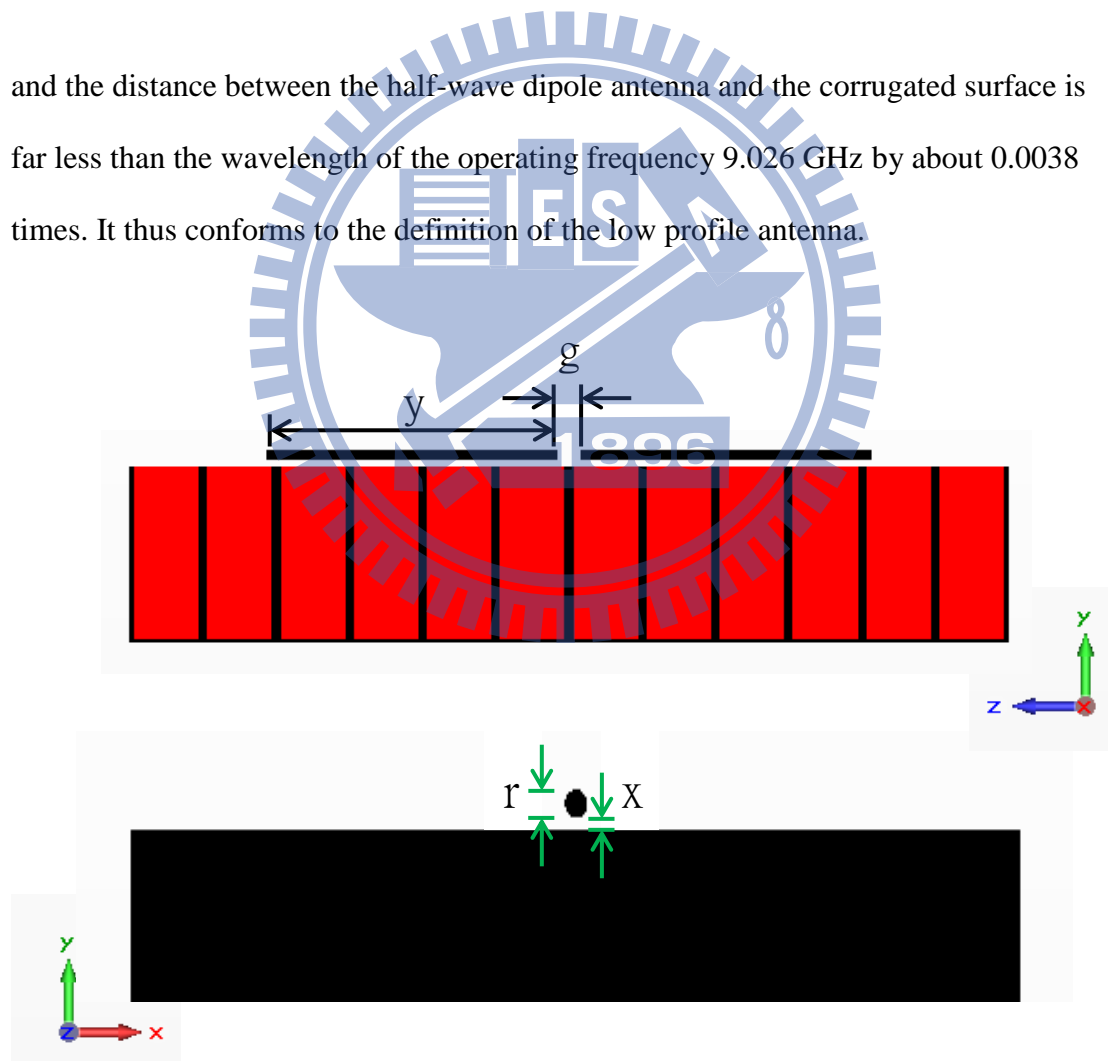 and the distance between the half-wave dipole antenna and the corrugated surface is
far less than the wavelength of the operating frequency 9.026 GHz by about 0.0038
times. It thus conforms to the definition of the low profile antenna.
E S A
8
g
y
1896
y
z x
r x
y
z x